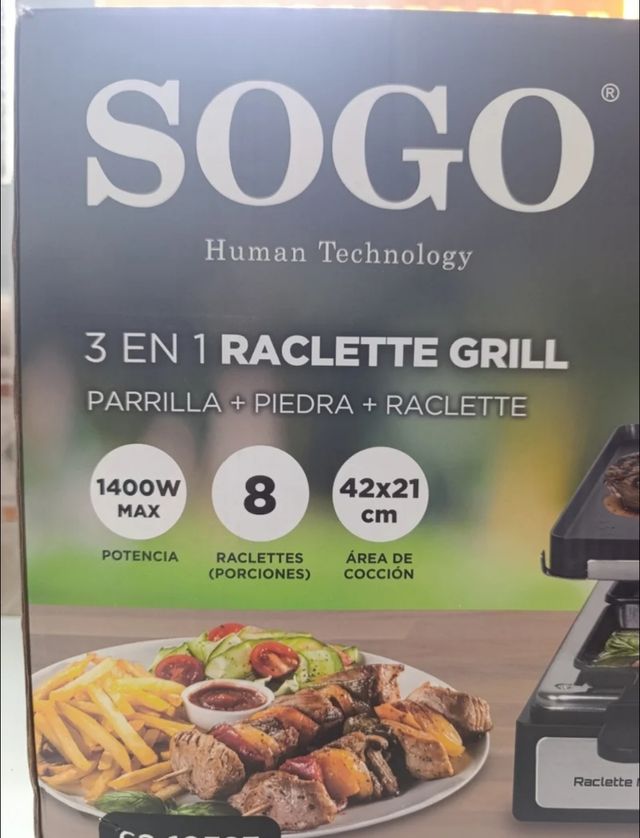 SOGO®
Human Technology
3 EN 1 RACLETTE GRILL
PARRILLA + PIEDRA + RACLETTE
1400W
MAX
POTENCIA
8
RACLETTES
(PORCIONES)
42x21
cm
ÁREA DE
COCCIÓN
Raclette